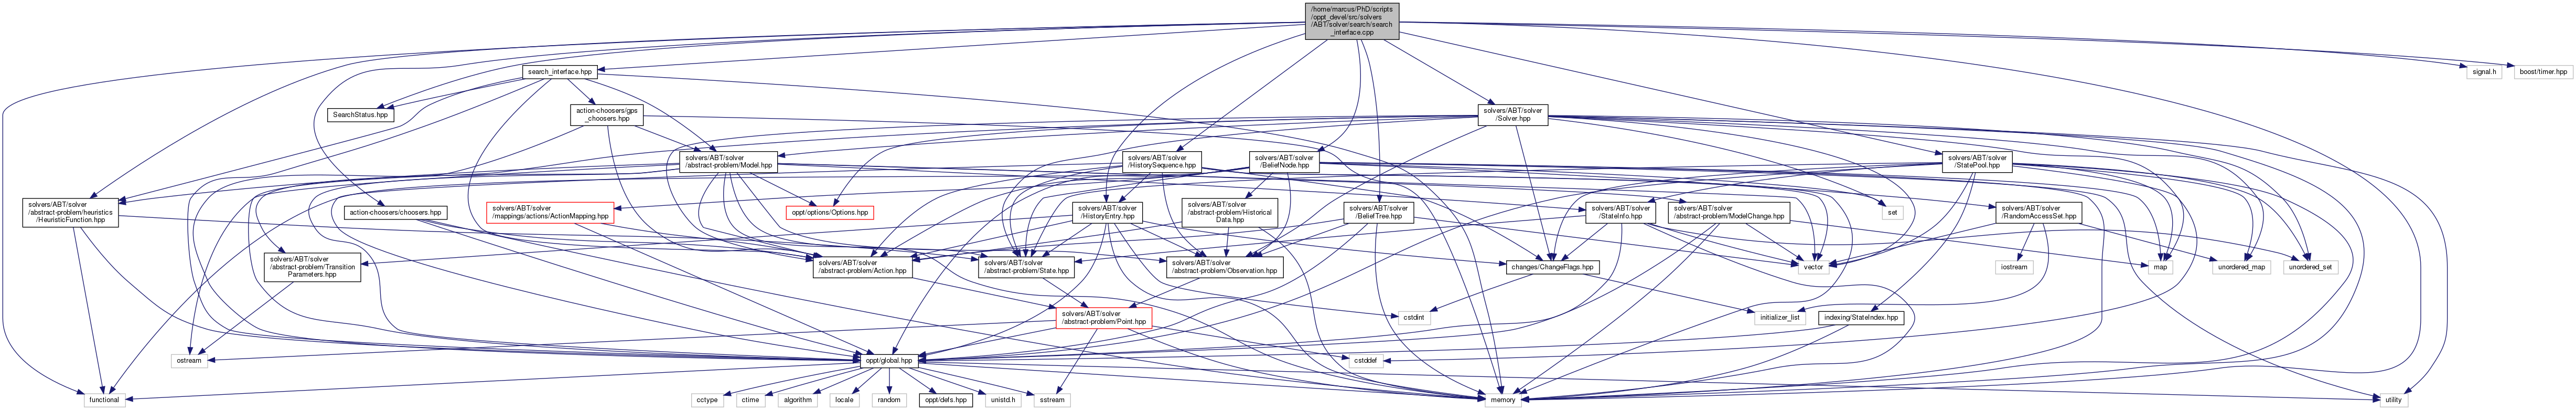 /home/marcus/PhD/scripts
/oppt_devel/src/solvers
/ABT/solver/search/search
_interface.cpp
search_interface.hpp
signal.h
boost/timer.hpp
SearchStatus.hpp
action-choosers/gps
_choosers.hpp
solvers/ABT/solver
/Solver.hpp
solvers/ABT/solver
/abstract-problem/Model.hpp
solvers/ABT/solver
/HistorySequence.hpp
solvers/ABT/solver
/BeliefNode.hpp
solvers/ABT/solver
/StatePool.hpp
solvers/ABT/solver
/abstract-problem/heuristics
/HeuristicFunction.hpp
action-choosers/choosers.hpp
solvers/ABT/solver
/mappings/actions/ActionMapping.hpp
oppt/options/Options.hpp
solvers/ABT/solver
/HistoryEntry.hpp
solvers/ABT/solver
/abstract-problem/Historical
Data.hpp
solvers/ABT/solver
/BeliefTree.hpp
solvers/ABT/solver
/StateInfo.hpp
solvers/ABT/solver
/abstract-problem/ModelChange.hpp
set
solvers/ABT/solver
/RandomAccessSet.hpp
solvers/ABT/solver
/abstract-problem/Transition
Parameters.hpp
solvers/ABT/solver
/abstract-problem/Action.hpp
solvers/ABT/solver
/abstract-problem/State.hpp
solvers/ABT/solver
/abstract-problem/Observation.hpp
changes/ChangeFlags.hpp
vector
iostream
map
unordered_map
unordered_set
solvers/ABT/solver
/abstract-problem/Point.hpp
cstdint
initializer_list
indexing/StateIndex.hpp
ostream
oppt/global.hpp
cstddef
functional
cctype
ctime
algorithm
locale
random
oppt/defs.hpp
unistd.h
sstream
memory
utility